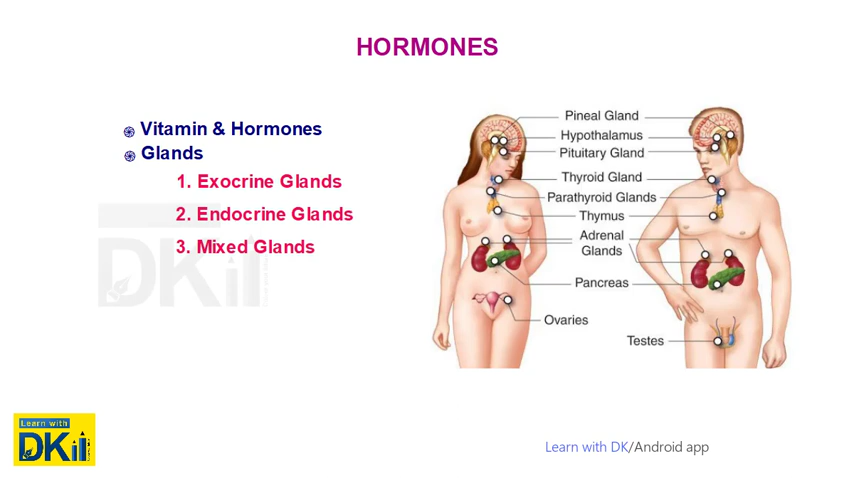 HORMONES
Vitamin & Hormones
Glands
1. Exocrine Glands
2. Endocrine Glands
3. Mixed Glands
Pineal Gland
Hypothalamus
Pituitary Gland
Thyroid Gland
Parathyroid Glands
Thymus
Adrenal
Glands
Pancreas
Ovaries
Testes
DK
Learn with
DK
Learn with DK/Android app